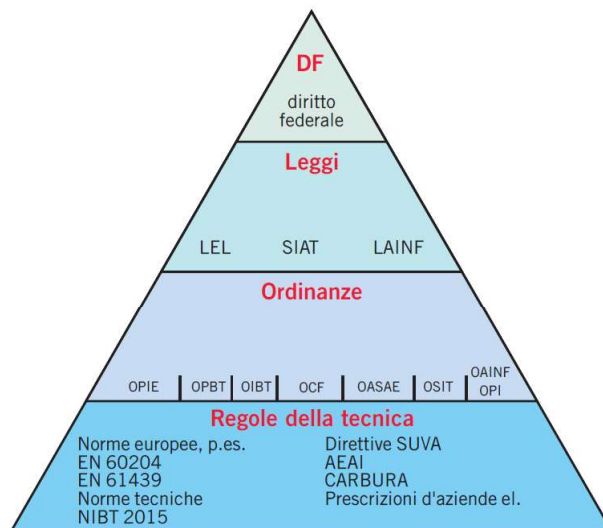 DF
diritto
federale
Leggi
LEL SIAT LAINF
Ordinanze
OPIE OPBT OIBT OCF OASAE OSIT OAINF
OPI
Regole della tecnica
Norme europee, p.es. Direttive SUVA
EN 60204 AEAI
EN 61439 CARBURA
Norme tecniche Prescrizioni d'aziende el.
NIBT 2015